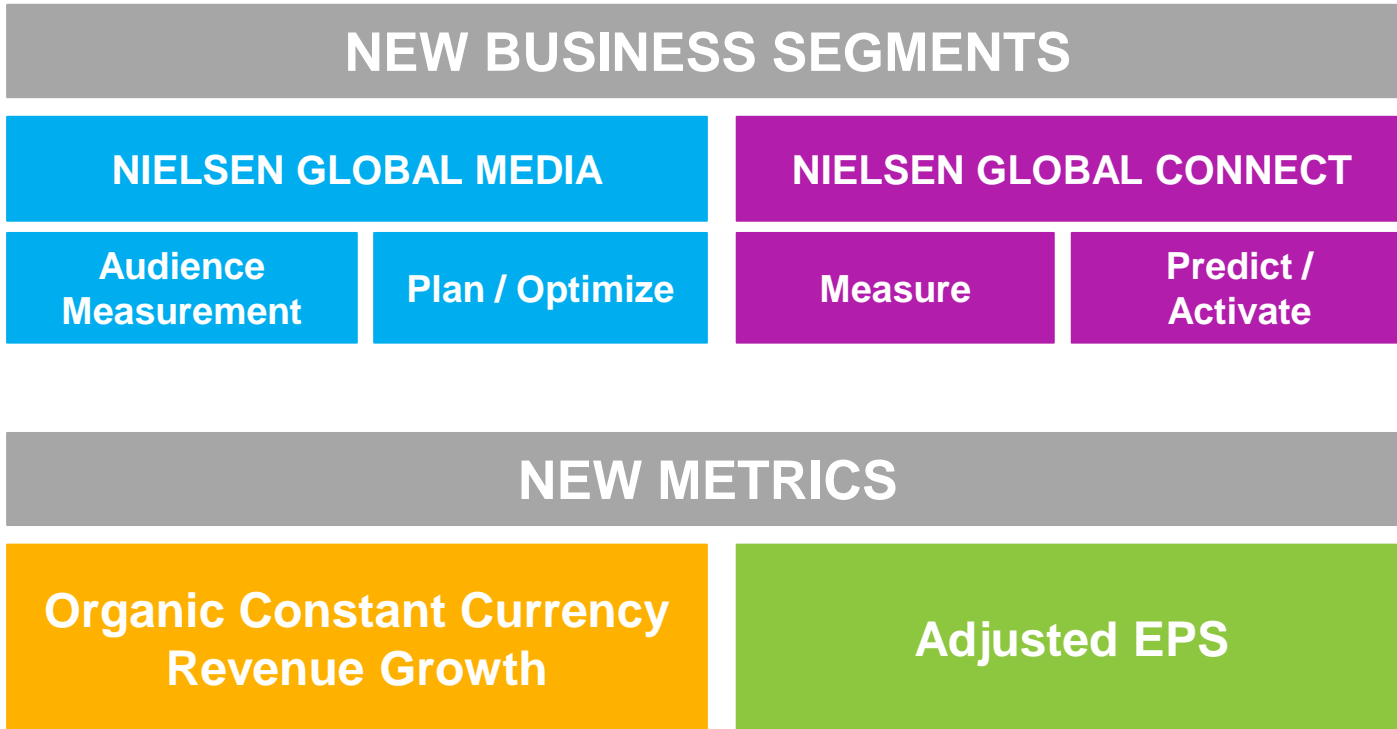 NEW BUSINESS SEGMENTS
NIELSEN GLOBAL MEDIA
NIELSEN GLOBAL CONNECT
Audience
Measurement
Plan / Optimize
Measure
Predict /
Activate
NEW METRICS
Organic Constant Currency
Revenue Growth
Adjusted EPS